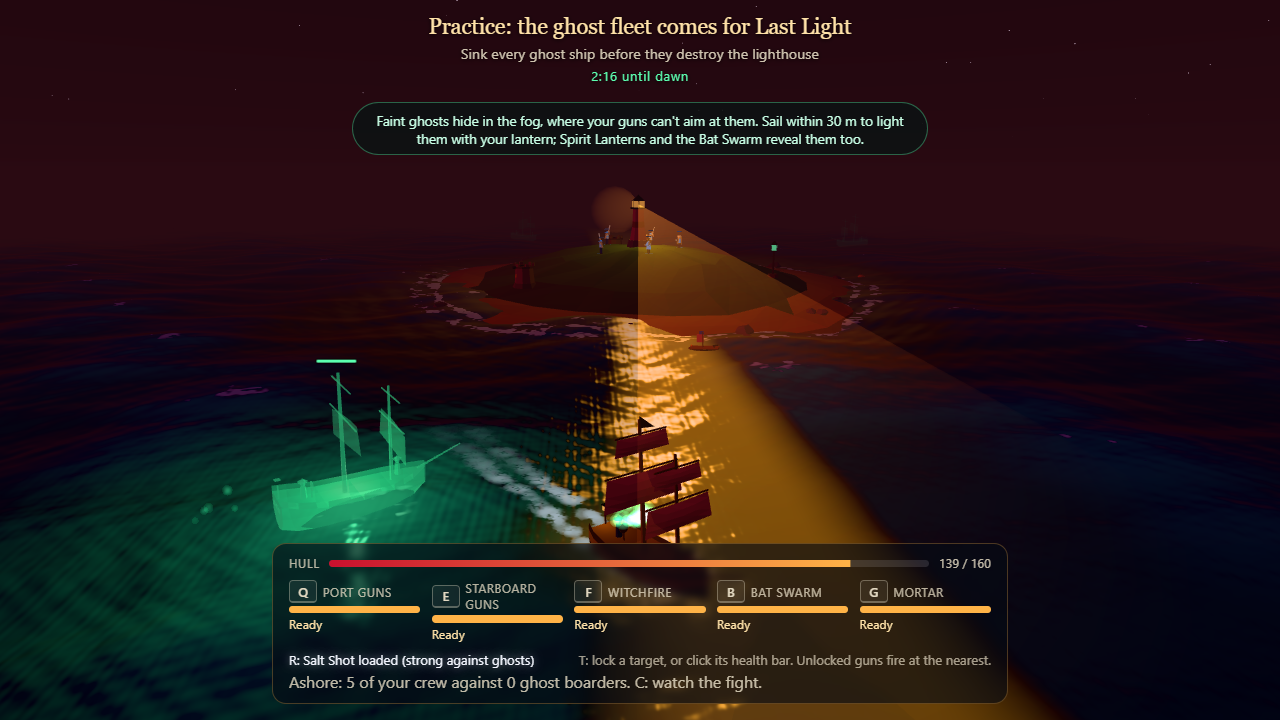 Practice: the ghost fleet comes for Last Light
Sink every ghost ship before they destroy the lighthouse
2:16 until dawn
Faint ghosts hide in the fog, where your guns can't aim at them. Sail within 30 m to light
them with your lantern; Spirit Lanterns and the Bat Swarm reveal them too.
HULL 139 / 160
Q PORT GUNS
Ready
E STARBOARD
GUNS
Ready
F WITCHFIRE
Ready
B BAT SWARM
Ready
G MORTAR
Ready
R: Salt Shot loaded (strong against ghosts)
T: lock a target, or click its health bar. Unlocked guns fire at the nearest.
Ashore: 5 of your crew against 0 ghost boarders. C: watch the fight.